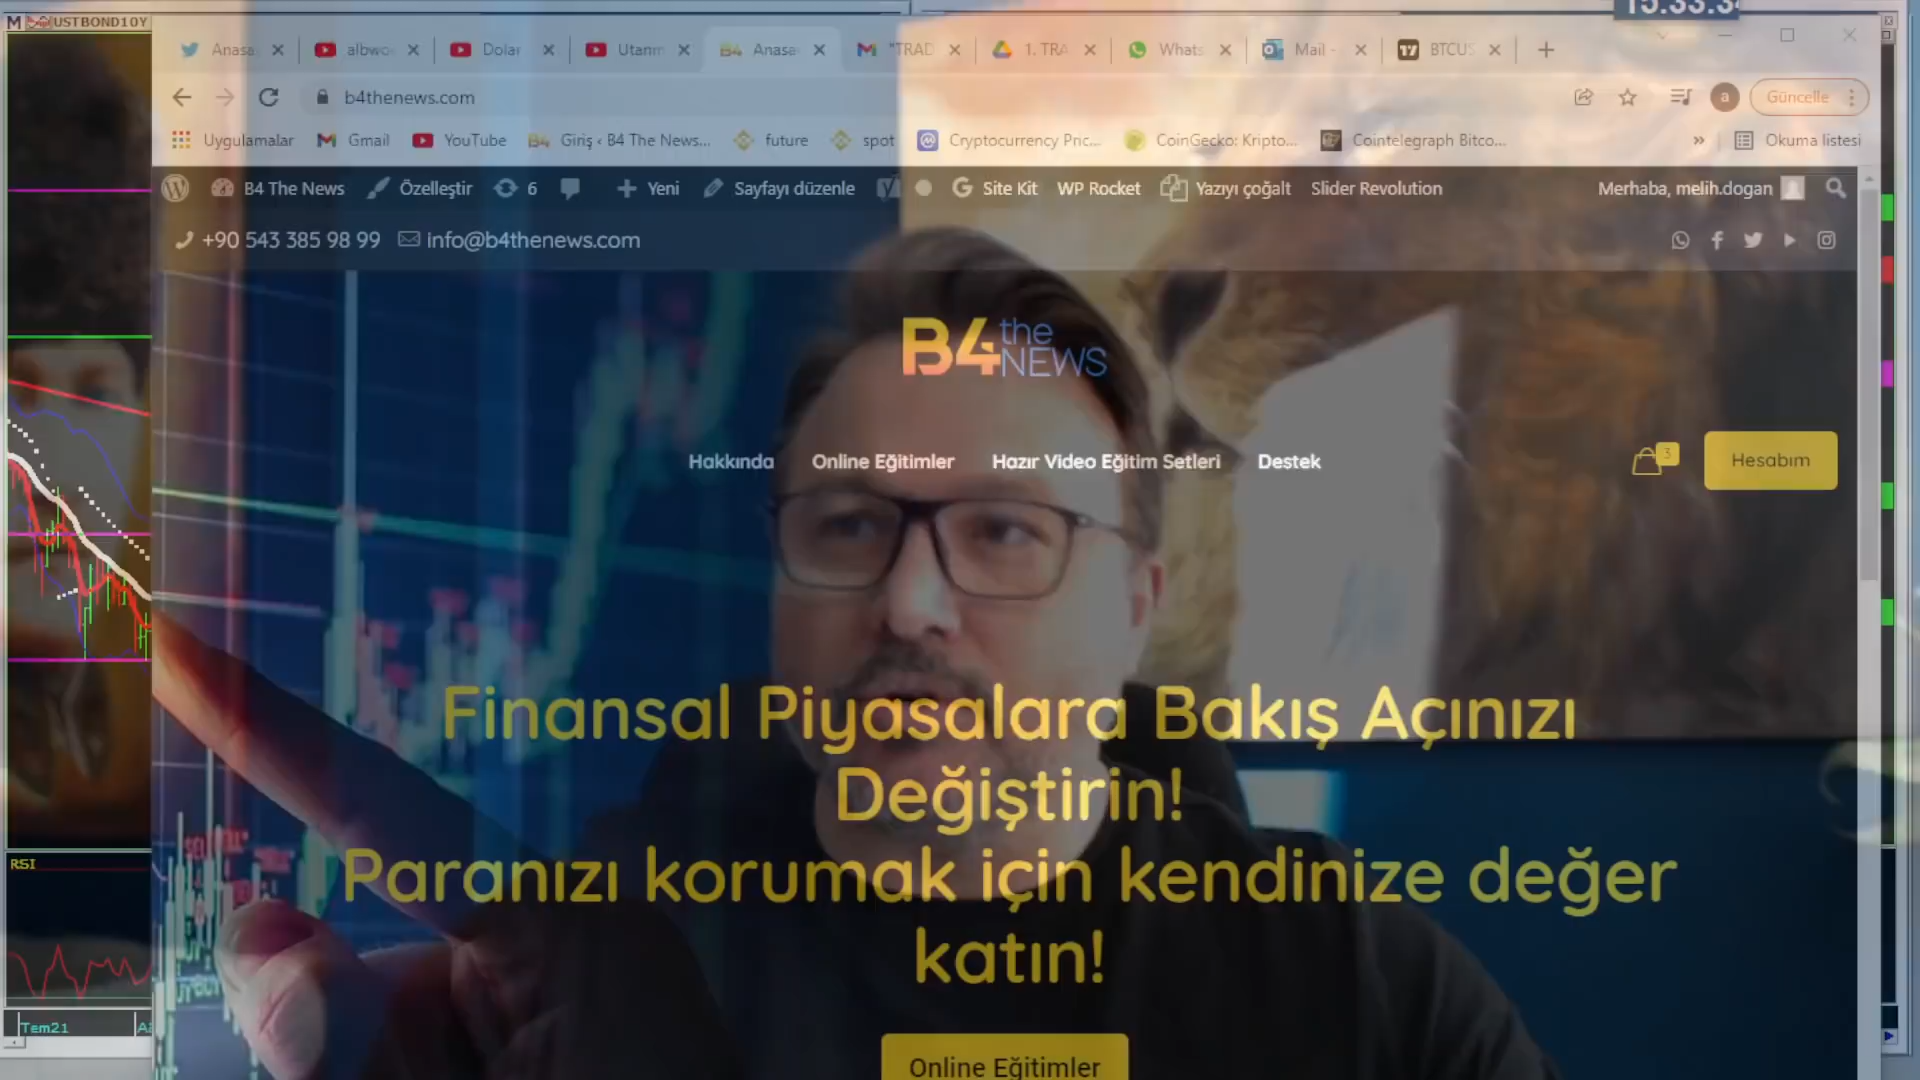 USTBOND10Y
Anasa
albwo
Dolar
Utanm
Anasa
"TRAD
1. TRA
Whats
Mail -
BTCUS
b4thenews.com
a
Güncelle
Uygulamalar
Gmail
YouTube
Giriş ‹ B4 The News...
future
spot
Cryptocurrency Pric...
CoinGecko: Kripto...
Cointelegraph Bitco...
Okuma listesi
B4 The News
Özelleştir
6
Yeni
Sayfayı düzenle
Site Kit
WP Rocket
Yazıyı çoğalt
Slider Revolution
Merhaba, melih.dogan
+90 543 385 98 99
info@b4thenews.com
B4 the NEWS
Hakkında
Online Eğitimler
Hazır Video Eğitim Setleri
Destek
3
Hesabım
Finansal Piyasalara Bakış Açınızı
Değiştirin!
Paranızı korumak için kendinize değer
katın!
Online Eğitimler
RSI
Tem21